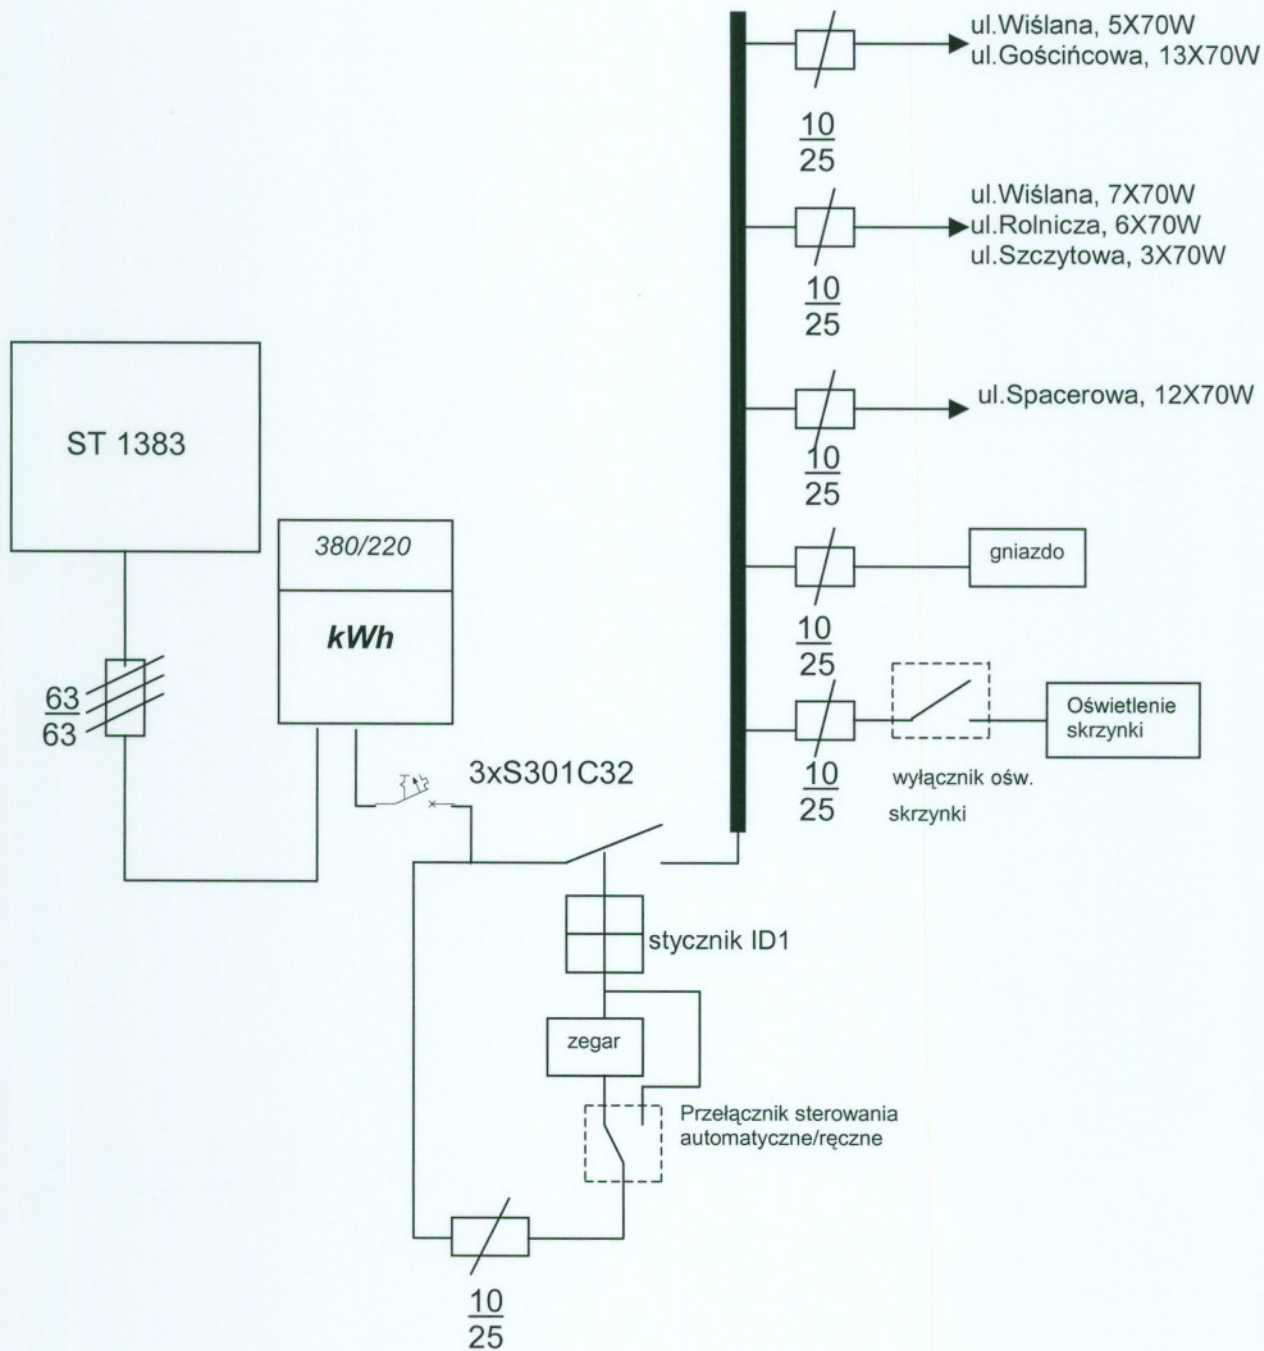 ul.Wiślana, 5X70W
ul.Gościńcowa, 13X70W
10
25
ul.Wiślana, 7X70W
ul.Rolnicza, 6X70W
ul.Szczytowa, 3X70W
10
25
ul.Spacerowa, 12X70W
10
25
ST 1383
380/220
kWh
gniazdo
10
25
63
63
Oświetlenie
skrzynki
10
25
wyłącznik ośw.
skrzynki
3xS301C32
stycznik ID1
zegar
Przełącznik sterowania
automatyczne/ręczne
10
25